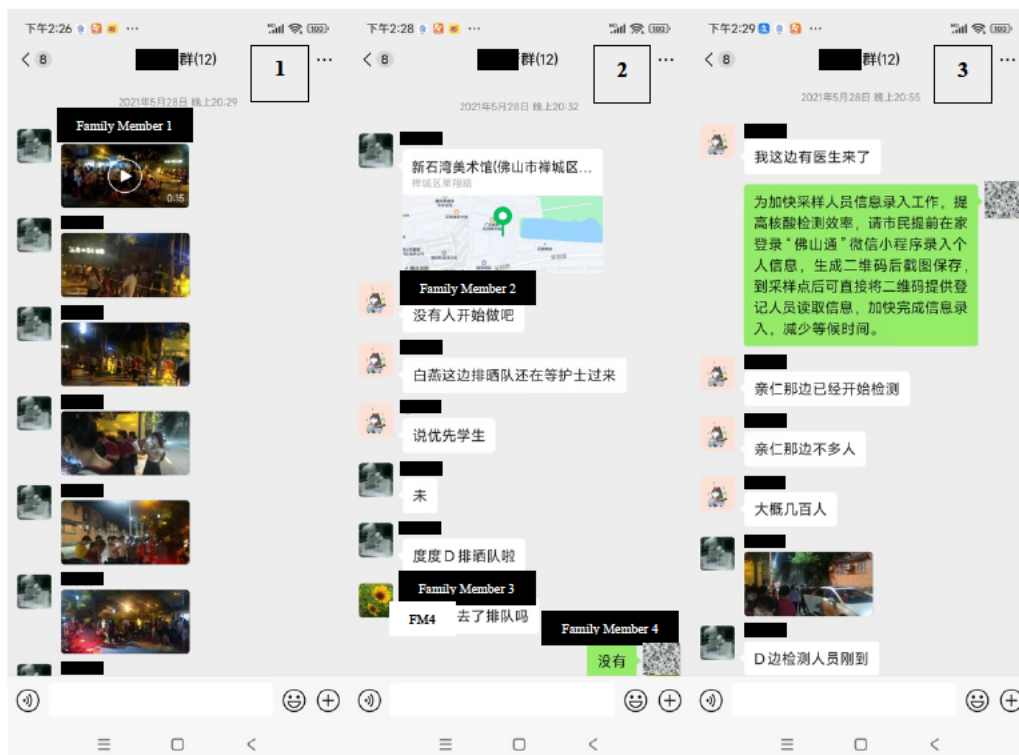 下午2:26
100
8
群(12)
1
2021年5月28日 晚上20:29
Family Member 1
0:15
下午2:28
100
8
群(12)
2
2021年5月28日 晚上20:32
新石湾美术馆(佛山市禅城区...
禅城区莱翔路
Family Member 2
没有人开始做吧
白燕这边排晒队还在等护士过来
说优先学生
未
度度D排晒队啦
Family Member 3
FM4
去了排队吗
Family Member 4
没有
下午2:29
100
8
群(12)
3
2021年5月28日 晚上20:55
我这边有医生来了
为加快采样人员信息录入工作，提
高核酸检测效率，请市民提前在家
登录“佛山通”微信小程序录入个
人信息，生成二维码后截图保存，
到采样点后可直接将二维码提供登
记人员读取信息，加快完成信息录
入，减少等候时间。
亲仁那边已经开始检测
亲仁那边不多人
大概几百人
D边检测人员刚到